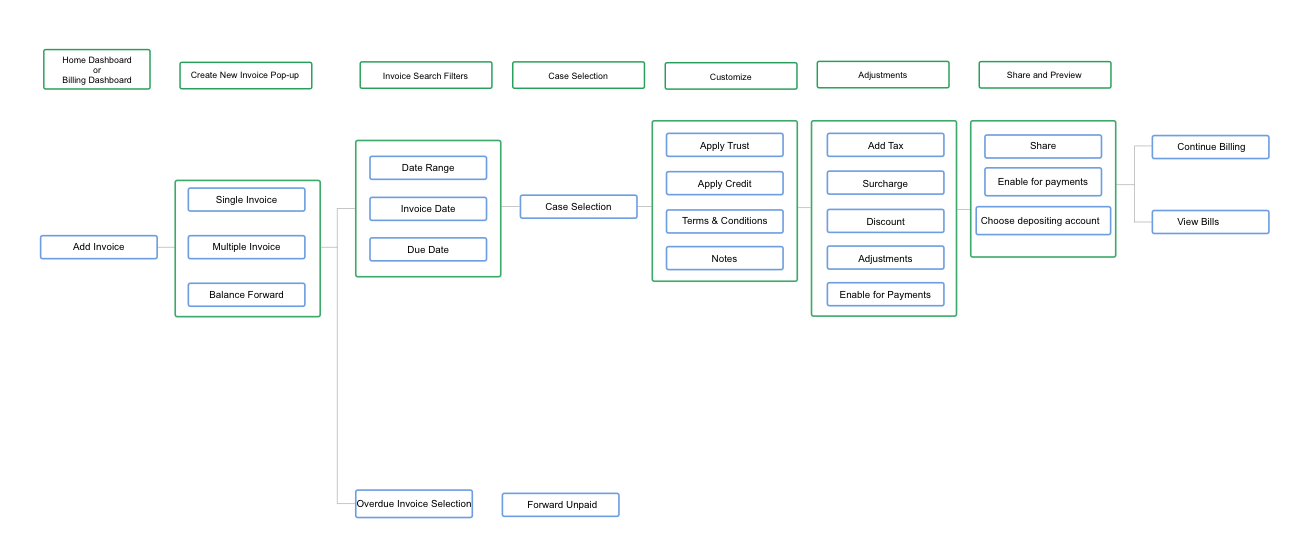 Home Dashboard
or
Billing Dashboard
Create New Invoice Pop-up
Invoice Search Filters
Case Selection
Customize
Adjustments
Share and Preview
Add Invoice
Single Invoice
Multiple Invoice
Balance Forward
Date Range
Invoice Date
Due Date
Case Selection
Apply Trust
Apply Credit
Terms & Conditions
Notes
Add Tax
Surcharge
Discount
Adjustments
Enable for Payments
Share
Enable for payments
Choose depositing account
Continue Billing
View Bills
Overdue Invoice Selection
Forward Unpaid